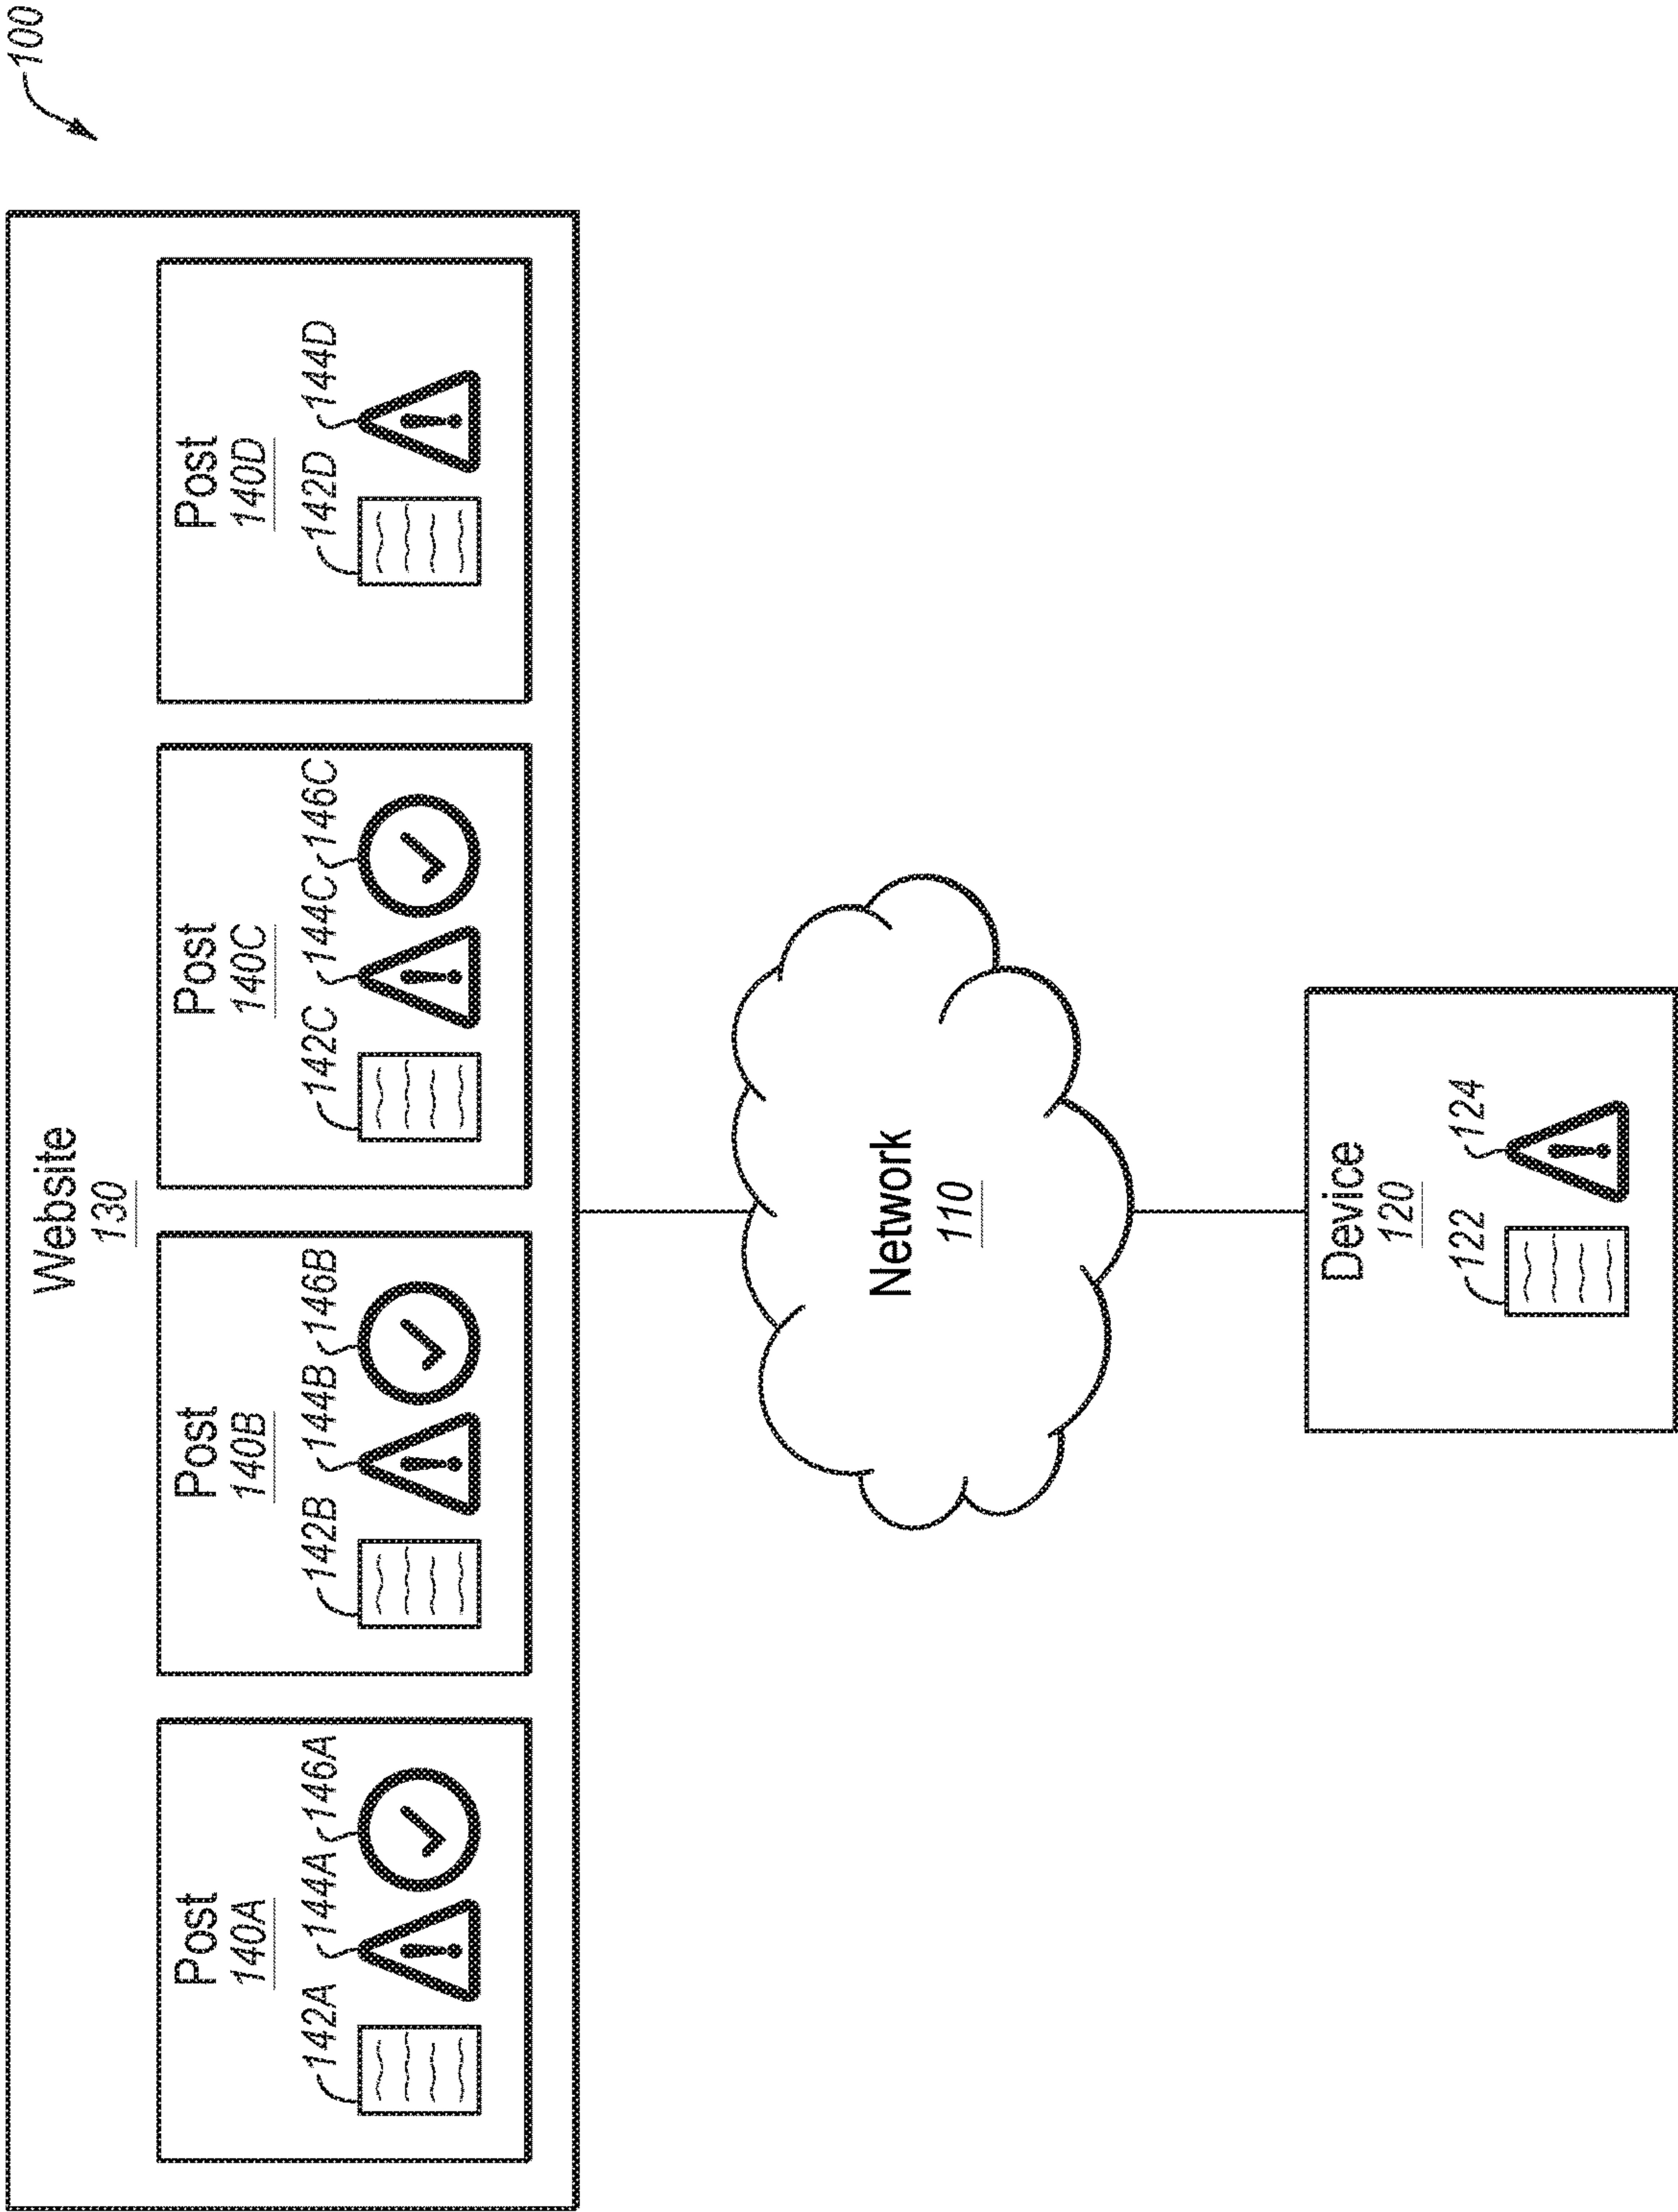 100
Website
130
Post
140A
142A 144A 146A
Post
140B
142B 144B 146B
Post
140C
142C 144C 146C
Post
140D
142D 144D
Network
110
Device
120
122 124